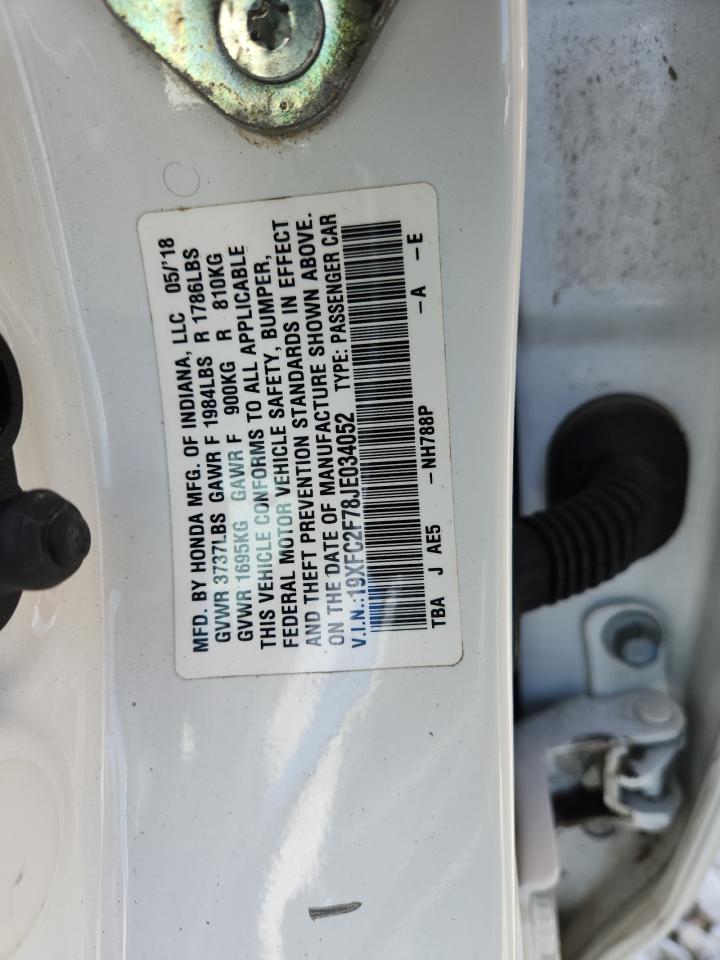 MFD. BY HONDA MFG. OF INDIANA, LLC 05/'18
GVWR 3737LBS GAWR F 1984LBS R 1786LBS
GVWR 1695KG GAWR F 900KG R 810KG
THIS VEHICLE CONFORMS TO ALL APPLICABLE
FEDERAL MOTOR VEHICLE SAFETY, BUMPER,
AND THEFT PREVENTION STANDARDS IN EFFECT
ON THE DATE OF MANUFACTURE SHOWN ABOVE.
V.I.N.:19XFC2F78JE034052 TYPE: PASSENGER CAR
TBA J AE5 -NH788P -A -E